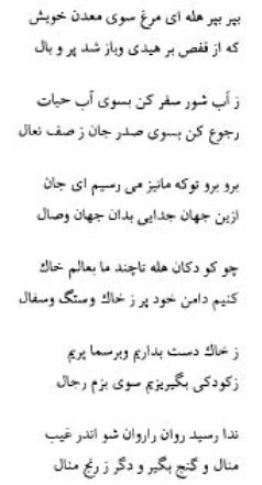 بپر بپر هله ای مرغ سوی معدن خویش
که از قفص بر هیدی وباز شد پر و بال
ز آب شور سفر کن بسوی آب حیات
رجوع کن بسوی صدر جان ز صف نعال
برو برو توکه مانیز می رسیم ای جان
ازین جهان جدایی بدان جهان وصال
چو کو دکان هله تاچند ما بعالم خاك
کنیم دامن خود پر ز خاك وسنگ وسفال
ز خاك دست بداریم وبرسما پریم
زکودکی بگیریزیم سوی بزم رجال
ندا رسید روان راروان شو اندر غیب
منال و گنج بگیر و دگر ز رنج منال